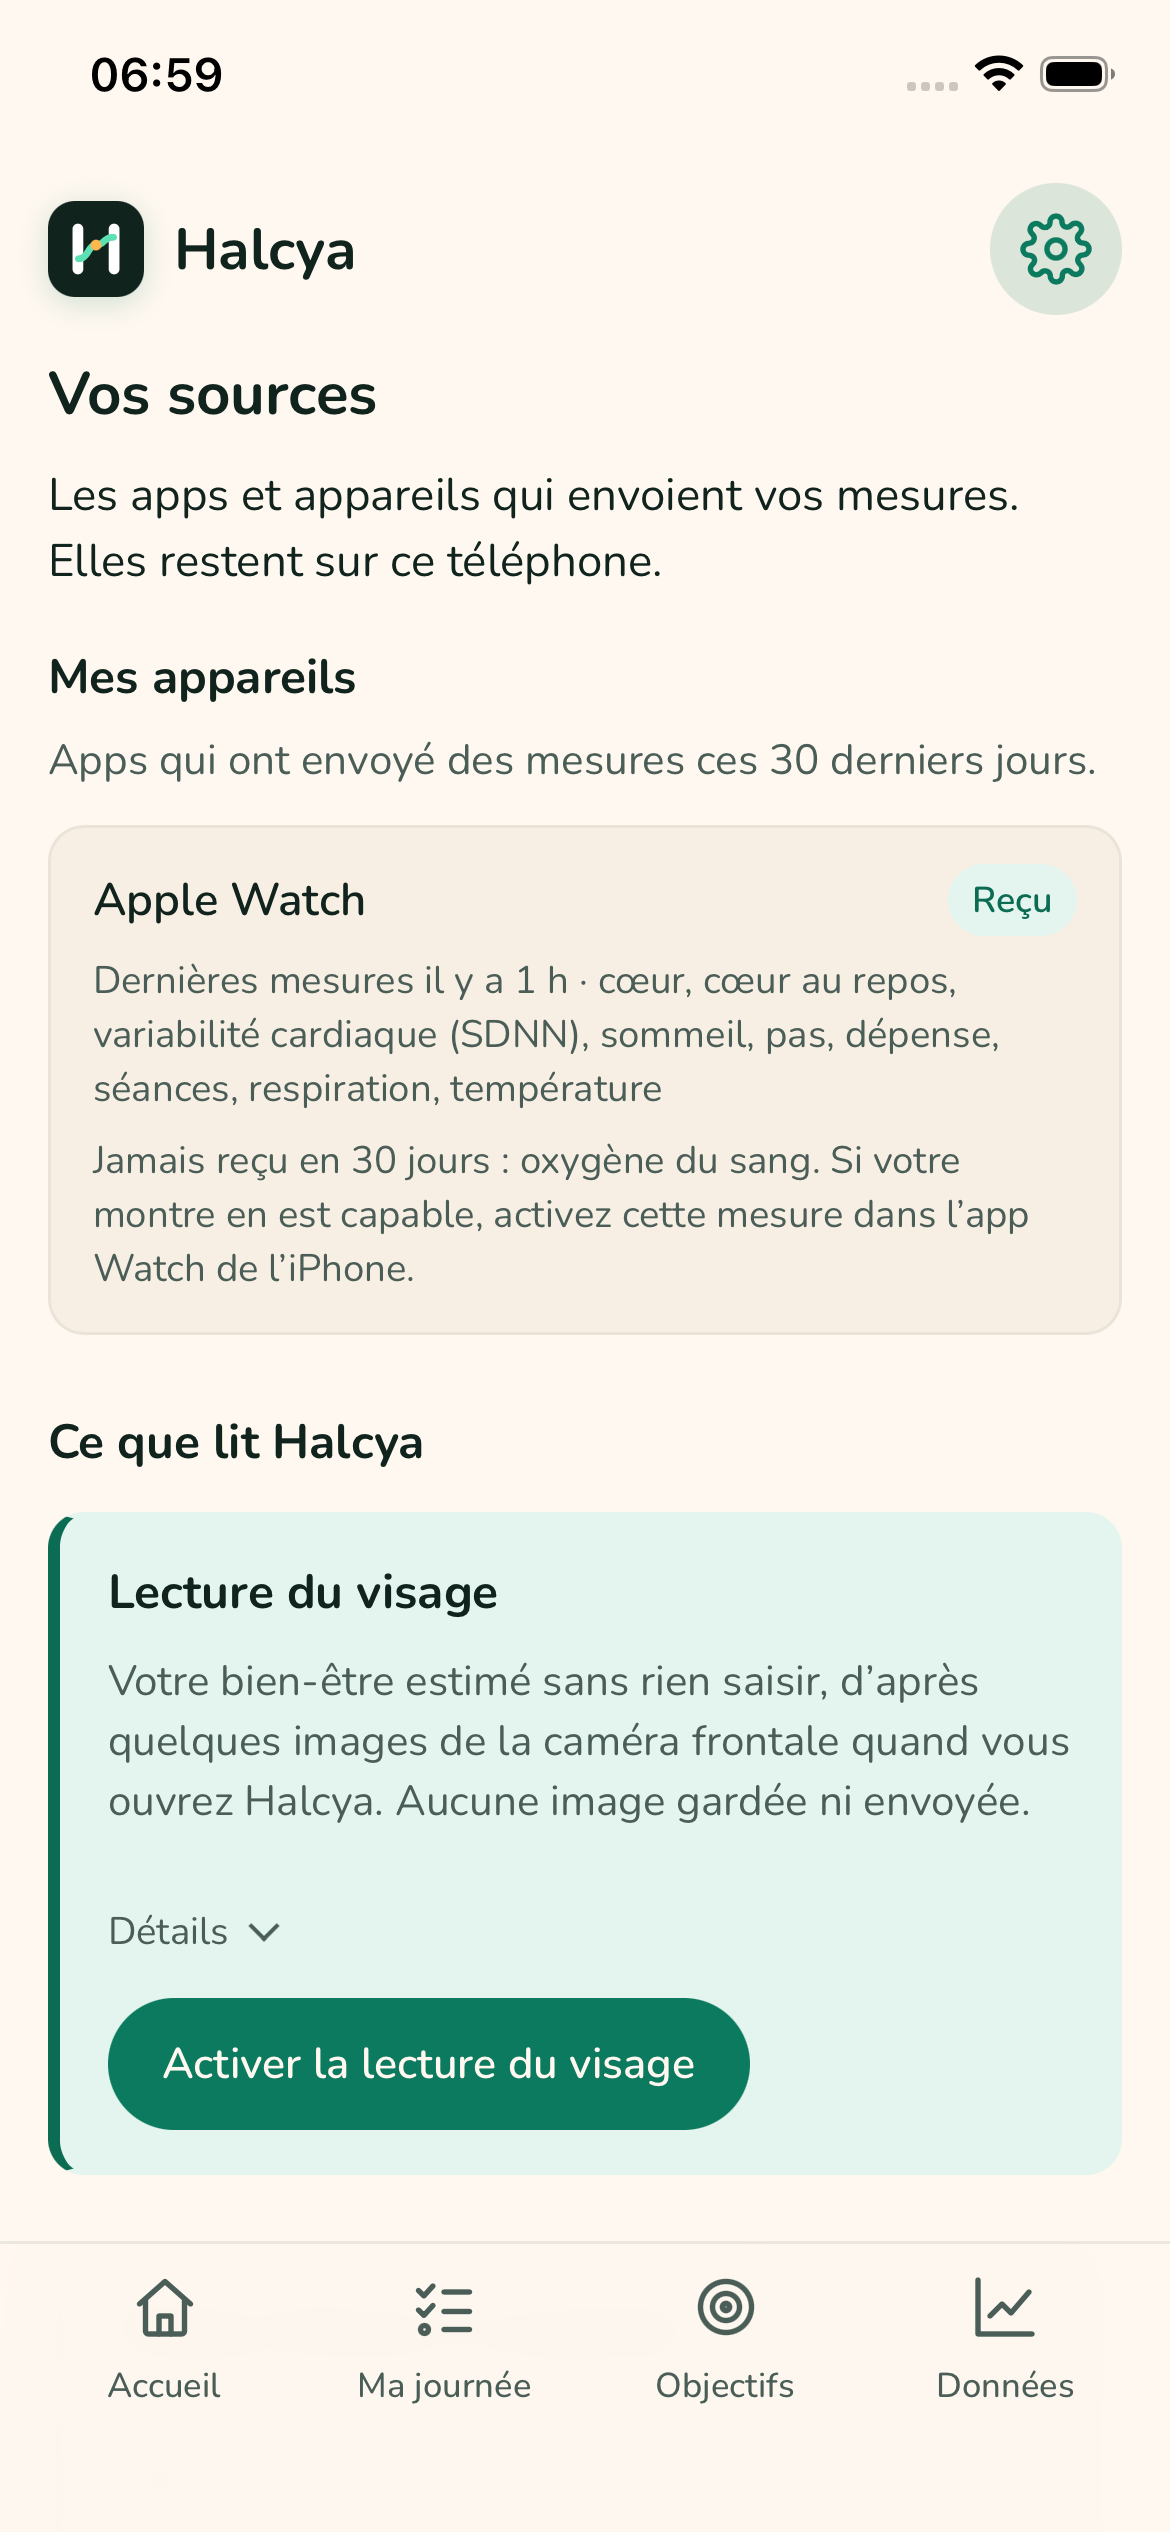 06:59
Halcya
Vos sources
Les apps et appareils qui envoient vos mesures.
Elles restent sur ce téléphone.
Mes appareils
Apps qui ont envoyé des mesures ces 30 derniers jours.
Apple Watch
Reçu
Dernières mesures il y a 1 h · cœur, cœur au repos,
variabilité cardiaque (SDNN), sommeil, pas, dépense,
séances, respiration, température
Jamais reçu en 30 jours : oxygène du sang. Si votre
montre en est capable, activez cette mesure dans l’app
Watch de l’iPhone.
Ce que lit Halcya
Lecture du visage
Votre bien-être estimé sans rien saisir, d’après
quelques images de la caméra frontale quand vous
ouvrez Halcya. Aucune image gardée ni envoyée.
Détails
Activer la lecture du visage
Accueil
Ma journée
Objectifs
Données